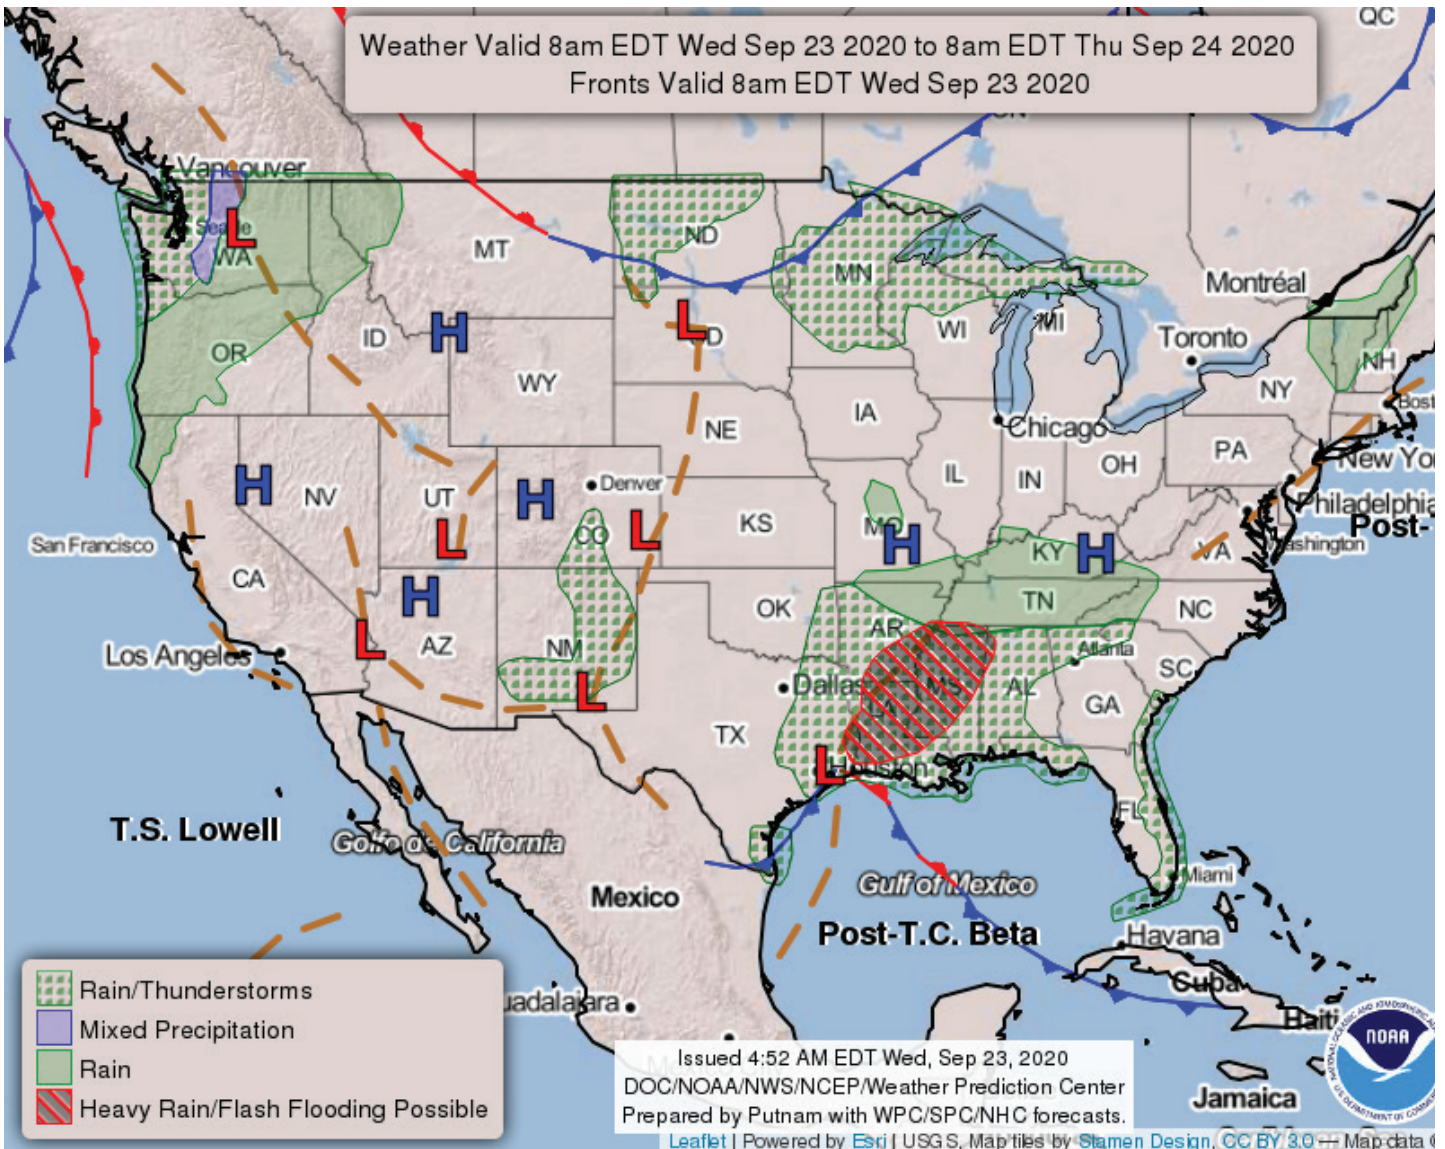 QC
Weather Valid 8am EDT Wed Sep 23 2020 to 8am EDT Thu Sep 24 2020
Fronts Valid 8am EDT Wed Sep 23 2020
Vancouver
L
Seattle
WA
MT
ND
MN
Montréal
H
ID
L
SD
WI
MI
Toronto
OR
WY
NH
NY
IA
Bost
NE
Chicago
PA
New Yor
H
NV
UT
H
Denver
IL
IN
OH
Philadelphia
San Francisco
L
L
CO
KS
MO
H
KY
H
VA
Washington
Post-T
CA
H
AZ
NM
OK
AR
TN
NC
Los Angeles
L
L
Dallas
LA
MS
AL
Atlanta
SC
GA
TX
L
Houston
T.S. Lowell
Golfo de California
FL
Mexico
Gulf of Mexico
Miami
Post-T.C. Beta
Havana
Cuba
Rain/Thunderstorms
Mixed Precipitation
Rain
Heavy Rain/Flash Flooding Possible
uadalajara
Haiti
NOAA
Mexico City
Issued 4:52 AM EDT Wed, Sep 23, 2020
DOC/NOAA/NWS/NCEP/Weather Prediction Center
Prepared by Putnam with WPC/SPC/NHC forecasts.
Jamaica
Leaflet | Powered by Esri | USGS, Map tiles by Stamen Design, CC BY 3.0 — Map data ©